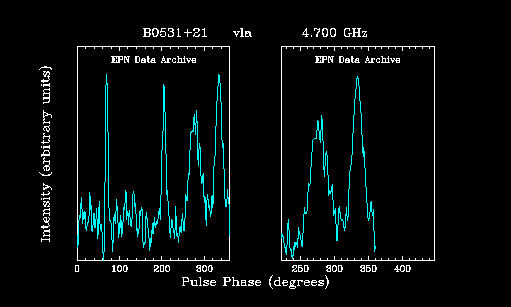 B0531+21 vla 4.700 GHz
EPN Data Archive EPN Data Archive
Intensity (arbitrary units)
0 100 200 300 250 300 350 400
Pulse Phase (degrees)